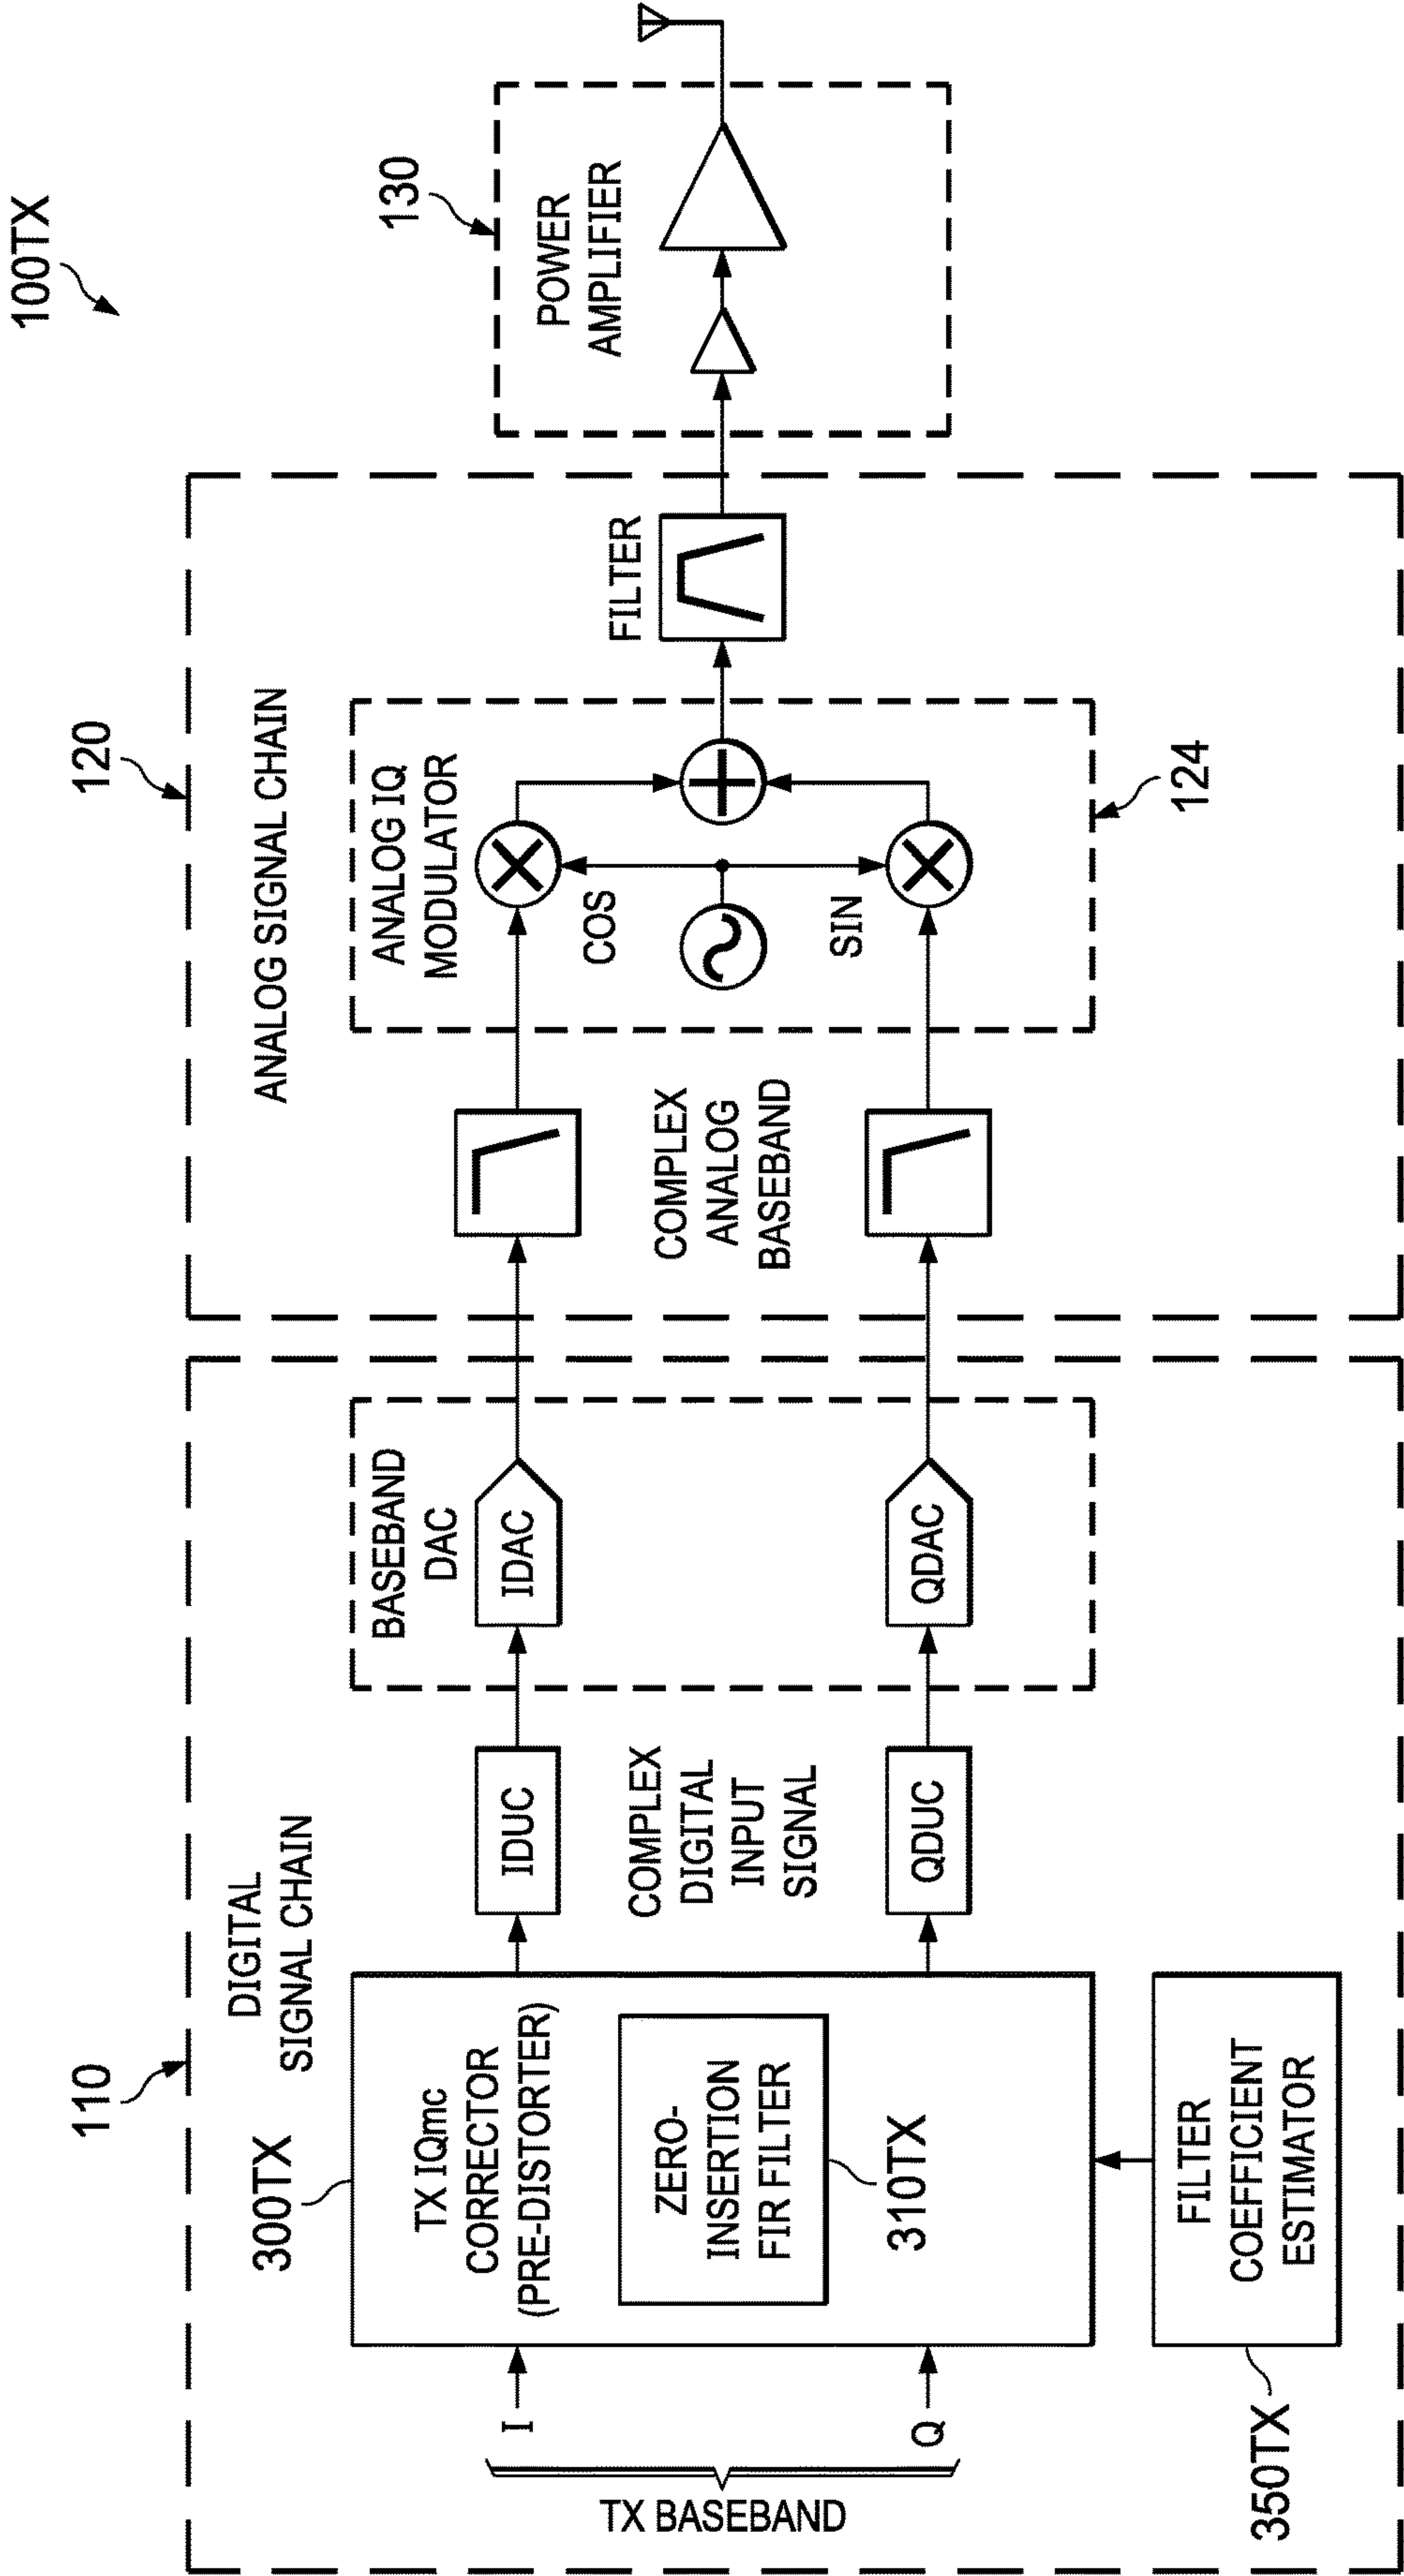 100TX
110
DIGITAL
SIGNAL CHAIN
300TX
TX IQmc
CORRECTOR
(PRE-DISTORTER)
ZERO-
INSERTION
FIR FILTER
310TX
I
Q
TX BASEBAND
FILTER
COEFFICIENT
ESTIMATOR
350TX
IDUC
COMPLEX
DIGITAL
INPUT
SIGNAL
QDUC
BASEBAND
DAC
IDAC
QDAC
120
ANALOG SIGNAL CHAIN
COMPLEX
ANALOG
BASEBAND
ANALOG IQ
MODULATOR
COS
SIN
124
FILTER
130
POWER
AMPLIFIER